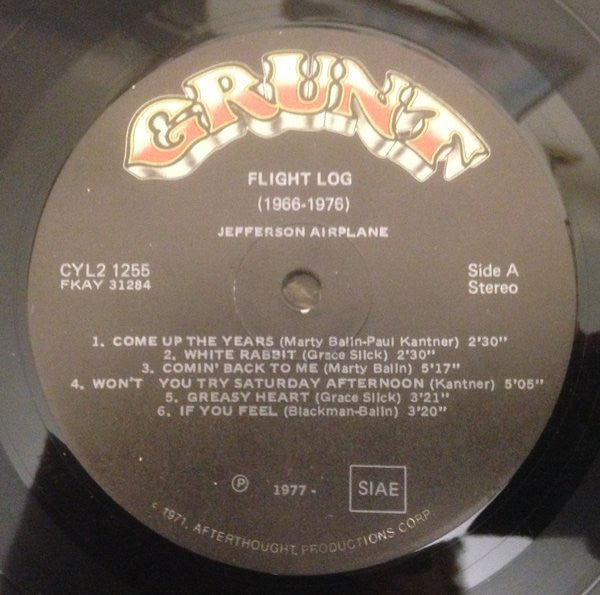 GRUNT
FLIGHT LOG
(1966-1976)
JEFFERSON AIRPLANE
CYL2 1255
FKAY 31284
Side A
Stereo
1. COME UP THE YEARS (Marty Balin-Paul Kantner) 2'30"
2. WHITE RABBIT (Grace Slick) 2'30"
3. COMIN' BACK TO ME (Marty Balin) 5'17"
4. WON'T YOU TRY SATURDAY AFTERNOON (Kantner) 5'05"
5. GREASY HEART (Grace Slick) 3'21"
6. IF YOU FEEL (Blackman-Balin) 3'20"
℗ 1977 -
SIAE
© 1971, AFTERTHOUGHT PRODUCTIONS CORP.